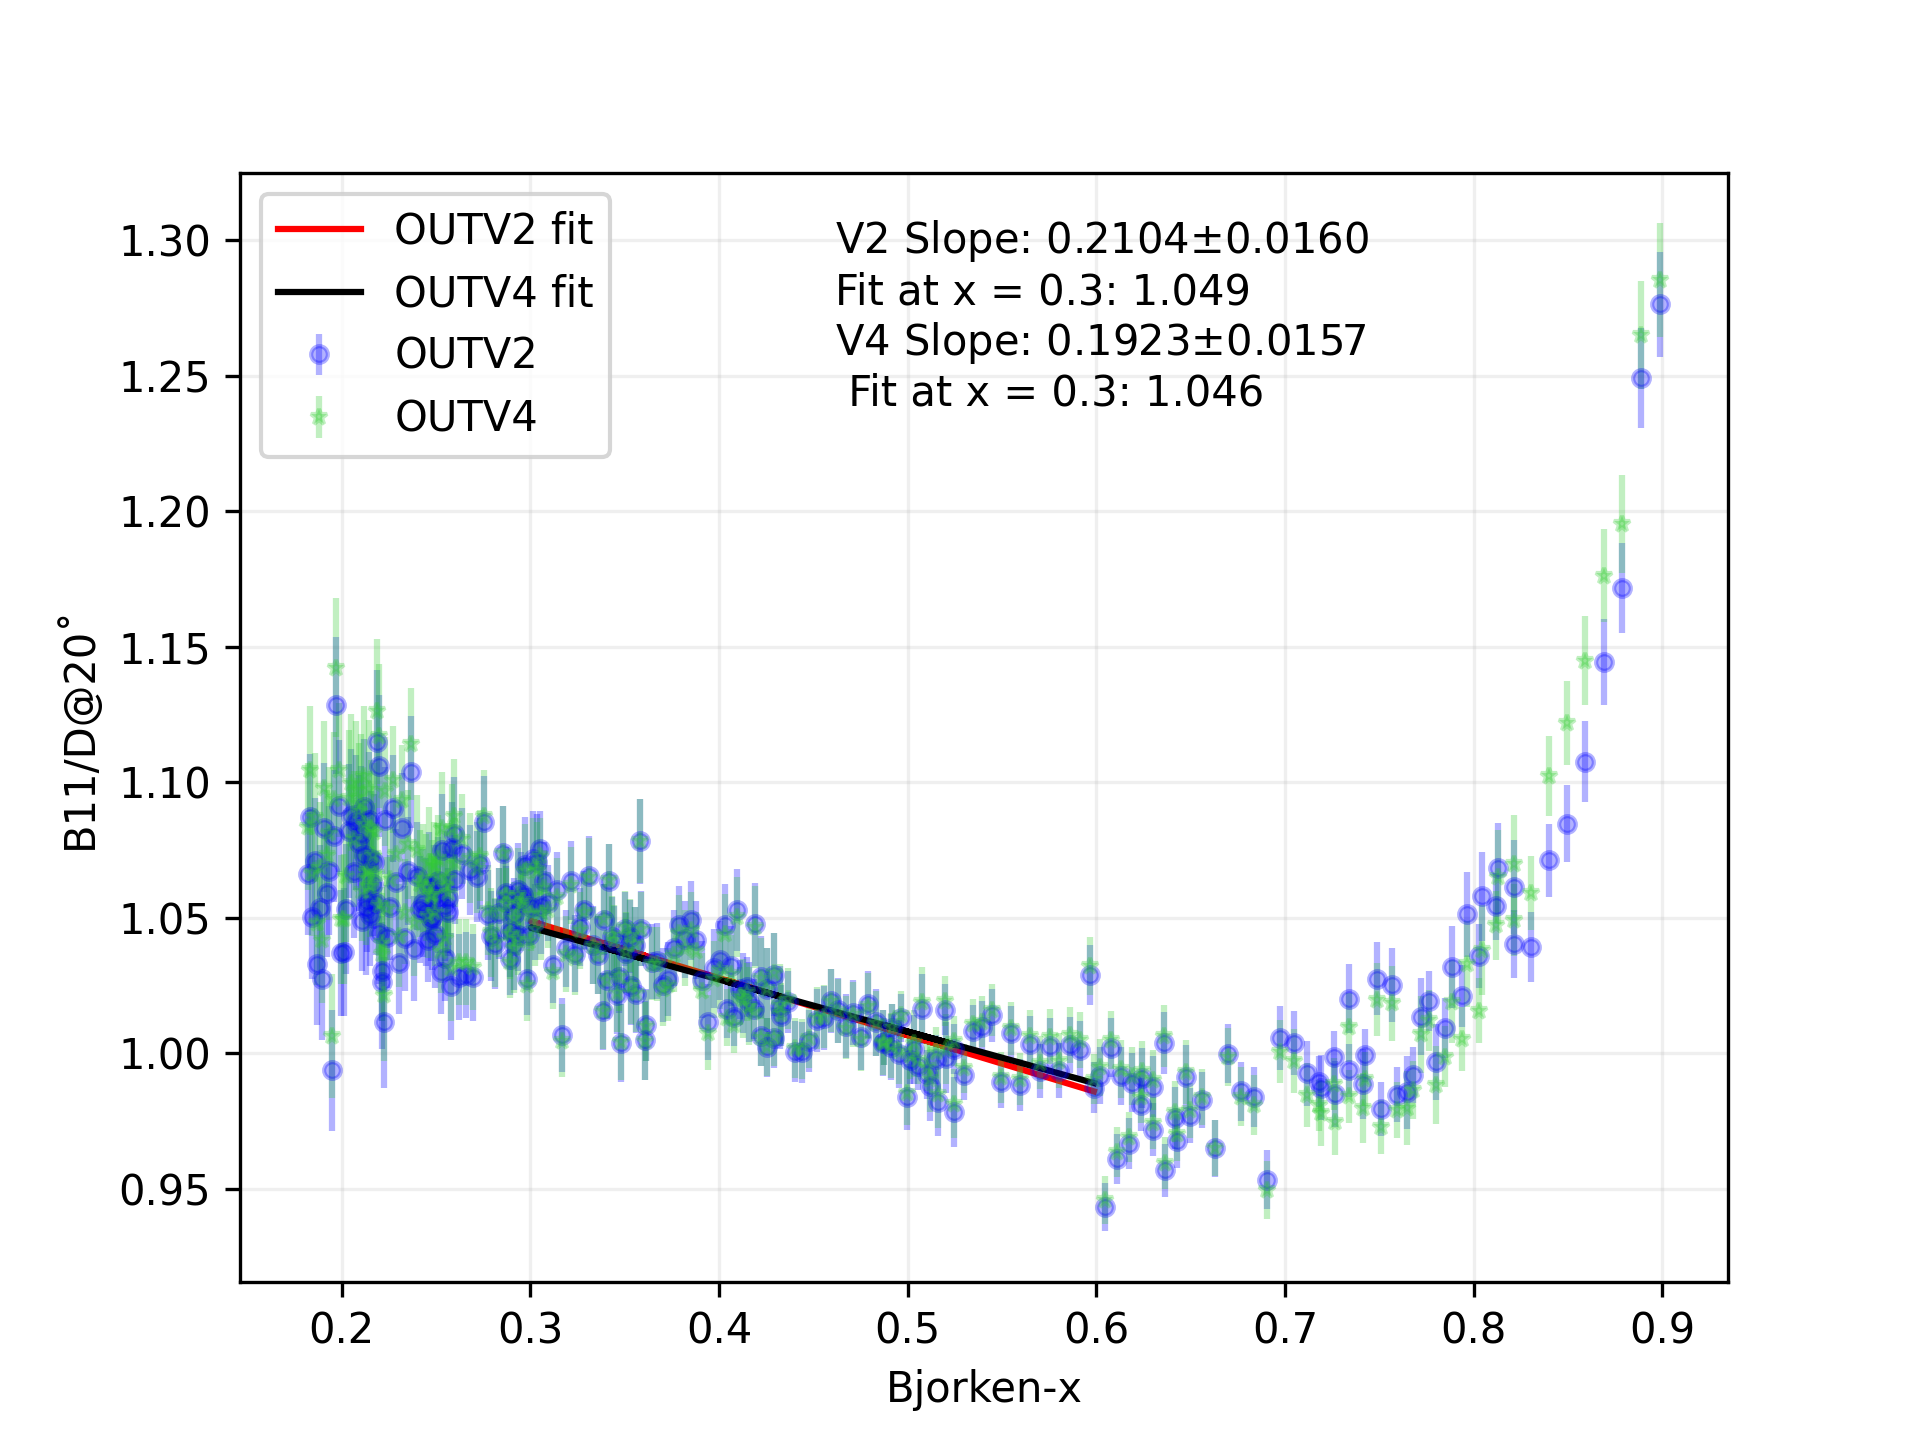 OUTV2 fit
OUTV4 fit
OUTV2
OUTV4
V2 Slope: 0.2104±0.0160
Fit at x = 0.3: 1.049
V4 Slope: 0.1923±0.0157
Fit at x = 0.3: 1.046
1.30
1.25
1.20
1.15
1.10
1.05
1.00
0.95
B11/D@20°
0.2 0.3 0.4 0.5 0.6 0.7 0.8 0.9
Bjorken-x